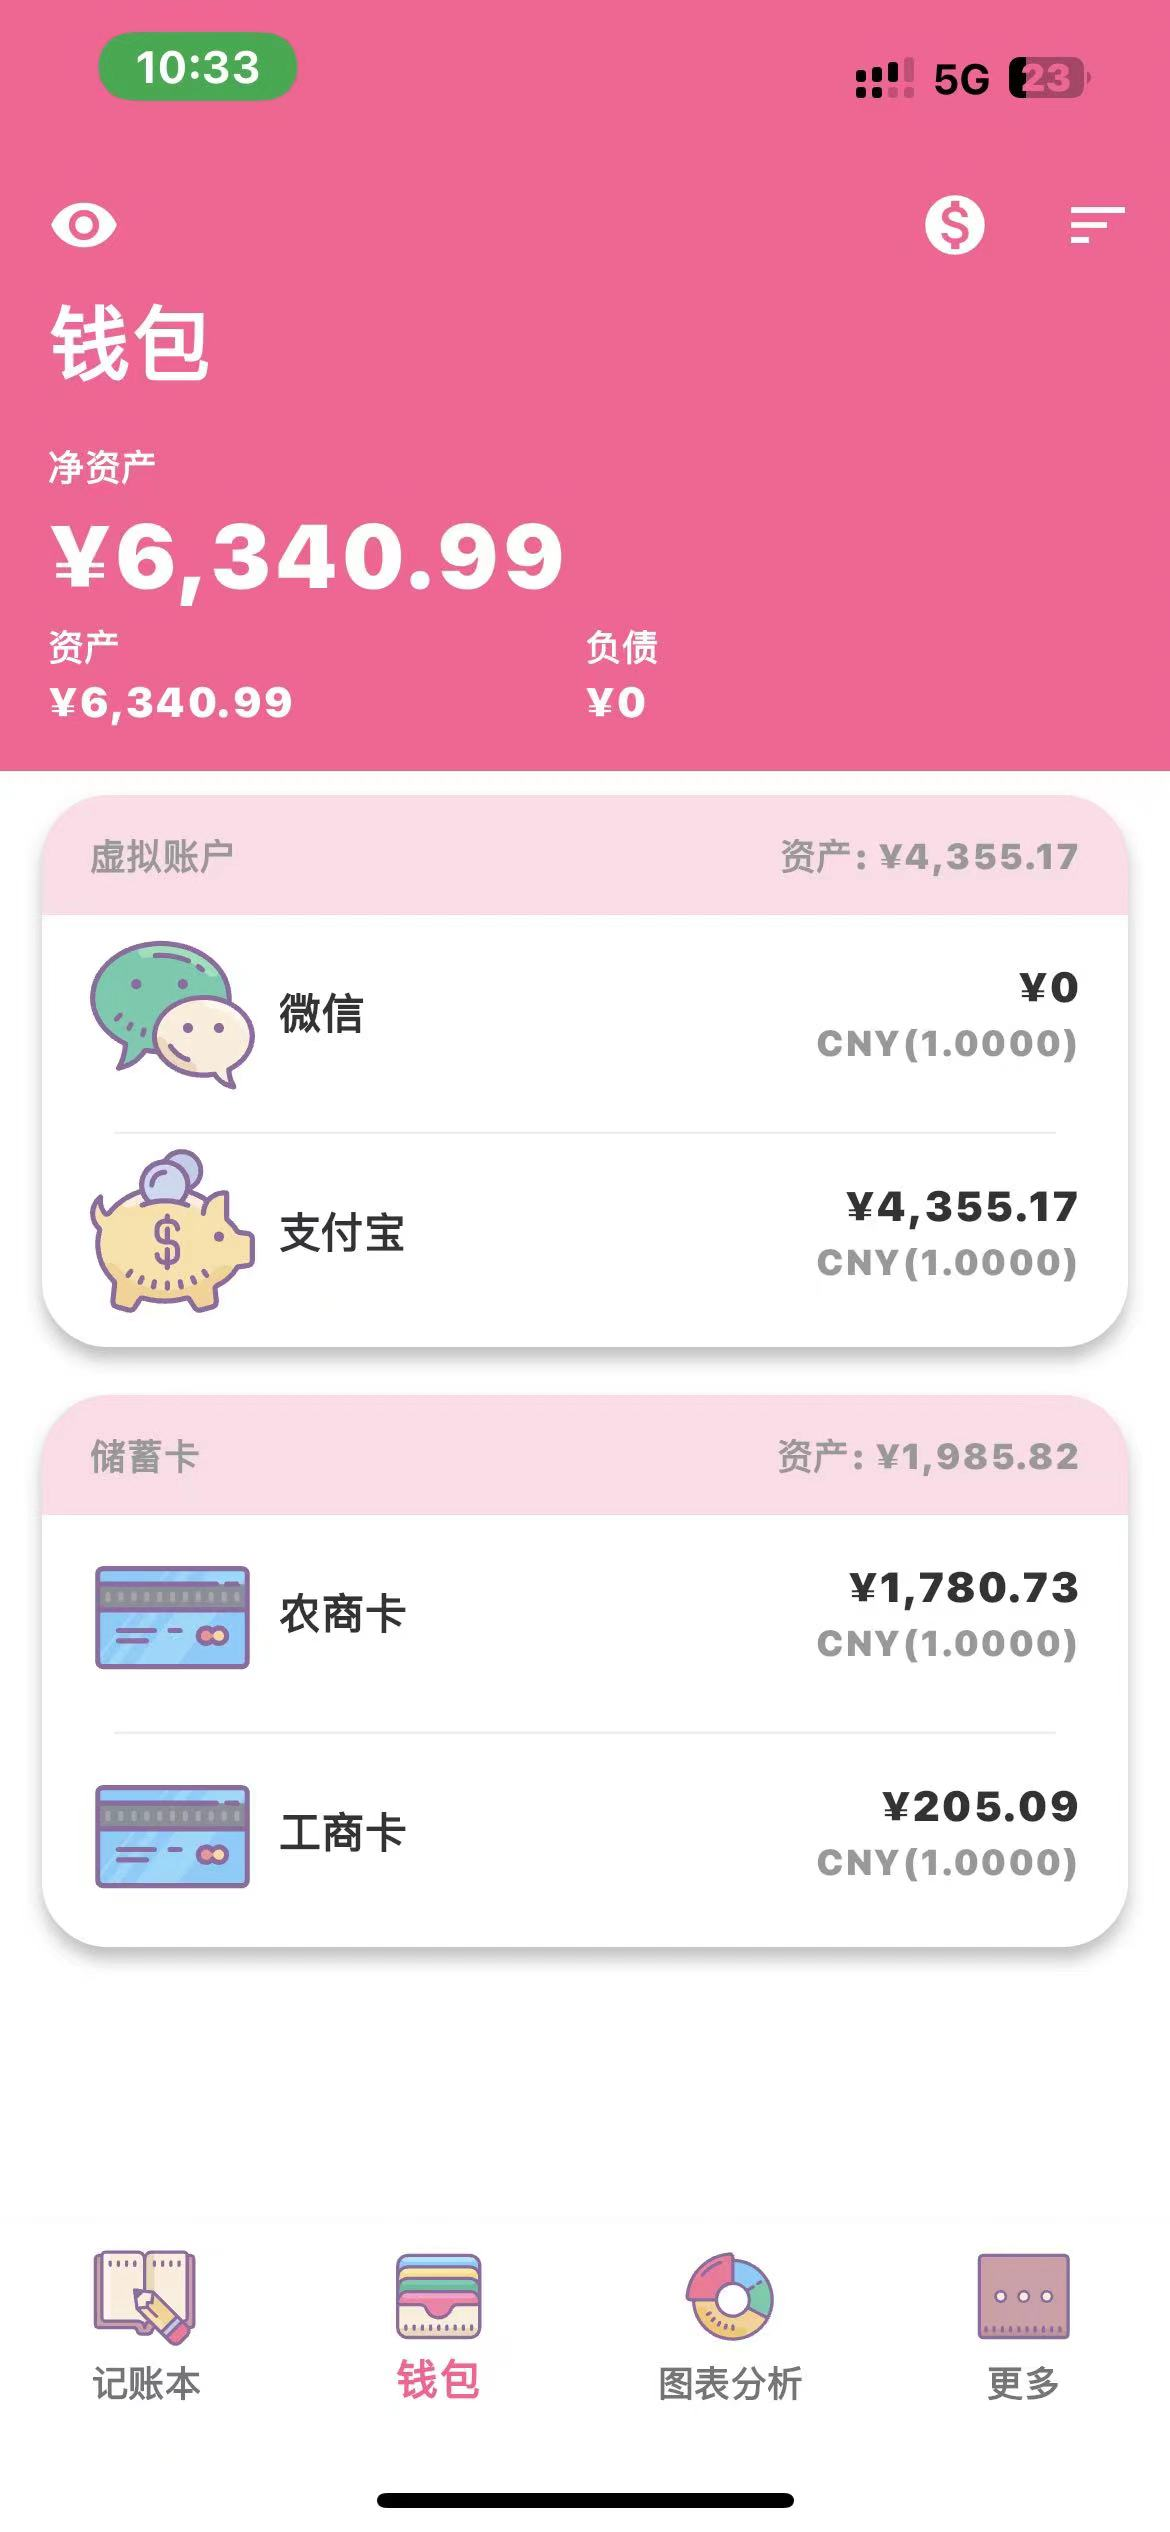 10:33
5G 23
钱包
净资产
¥6,340.99
资产 负债
¥6,340.99 ¥0
虚拟账户 资产: ¥4,355.17
微信 ¥0
CNY(1.0000)
支付宝 ¥4,355.17
CNY(1.0000)
储蓄卡 资产: ¥1,985.82
农商卡 ¥1,780.73
CNY(1.0000)
工商卡 ¥205.09
CNY(1.0000)
记账本 钱包 图表分析 更多